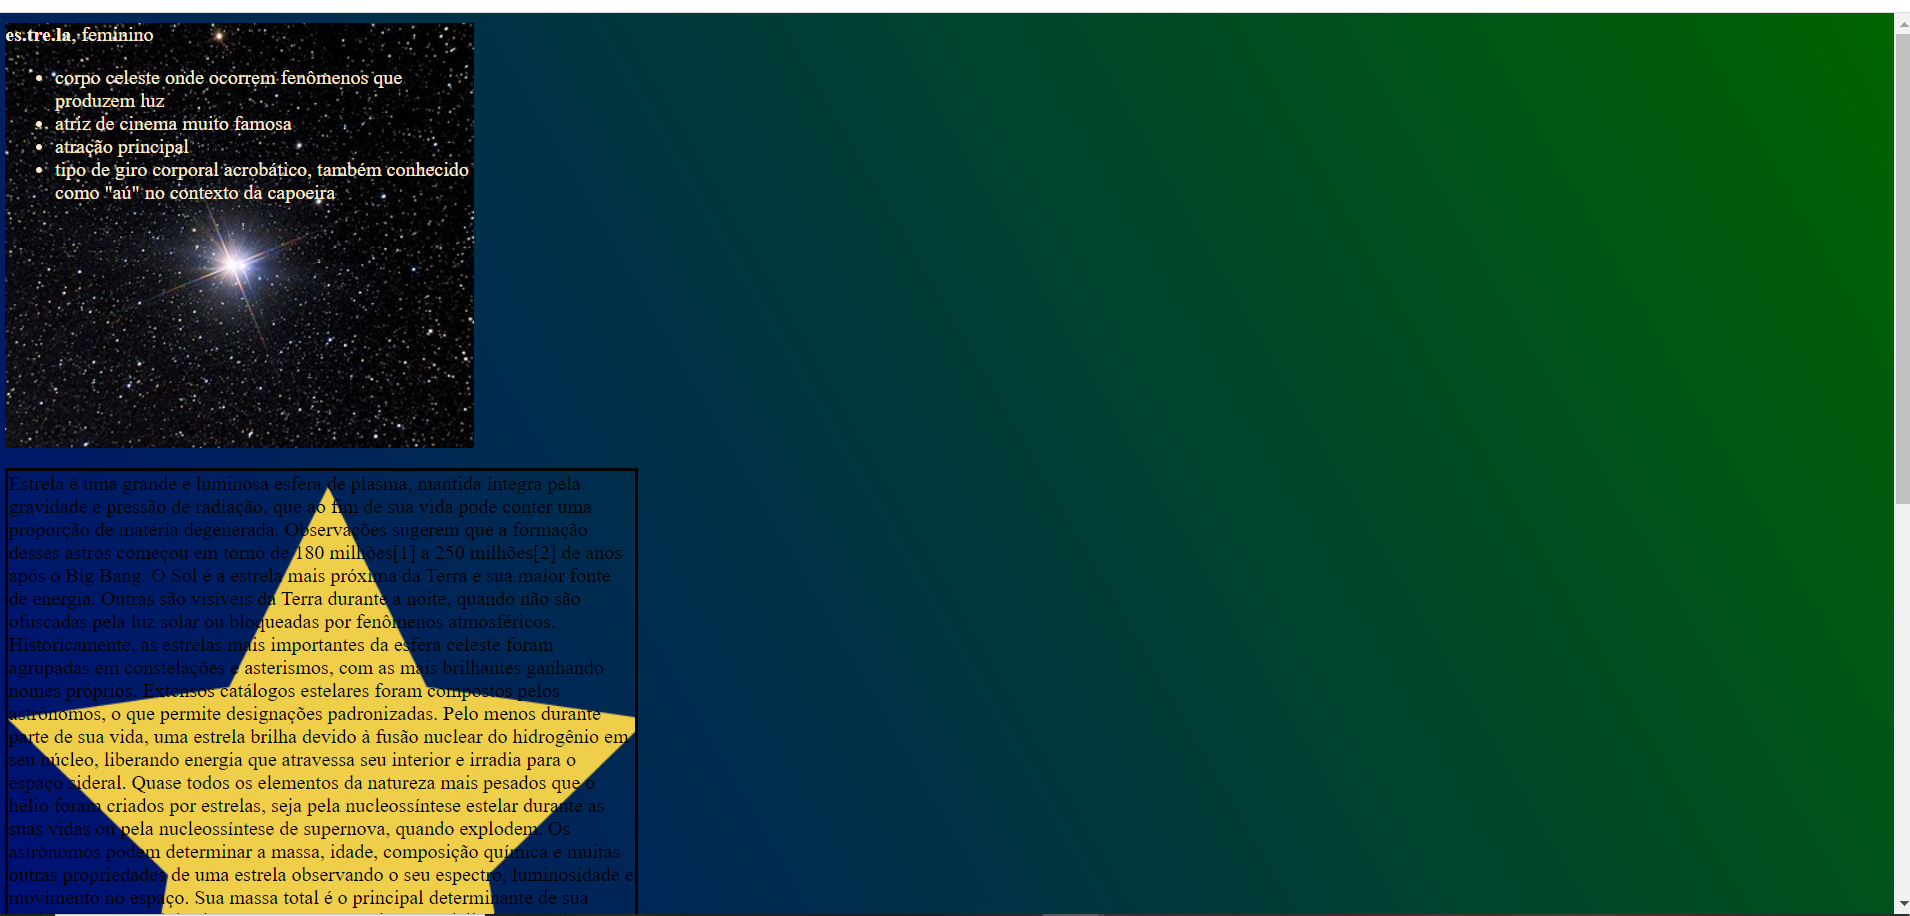 es.tre.la, feminino
corpo celeste onde ocorrem fenômenos que
produzem luz
atriz de cinema muito famosa
atração principal
tipo de giro corporal acrobático, também conhecido
como "aú" no contexto da capoeira
Estrela é uma grande e luminosa esfera de plasma, mantida íntegra pela
gravidade e pressão de radiação, que ao fim de sua vida pode conter uma
proporção de matéria degenerada. Observações sugerem que a formação
desses astros começou em torno de 180 milhões[1] a 250 milhões[2] de anos
após o Big Bang. O Sol é a estrela mais próxima da Terra e sua maior fonte
de energia. Outras são visíveis da Terra durante a noite, quando não são
ofuscadas pela luz solar ou bloqueadas por fenômenos atmosféricos.
Historicamente, as estrelas mais importantes da esfera celeste foram
agrupadas em constelações e asterismos, com as mais brilhantes ganhando
nomes próprios. Extensos catálogos estelares foram compostos pelos
astrônomos, o que permite designações padronizadas. Pelo menos durante
parte de sua vida, uma estrela brilha devido à fusão nuclear do hidrogênio em
seu núcleo, liberando energia que atravessa seu interior e irradia para o
espaço sideral. Quase todos os elementos da natureza mais pesados que o
hélio foram criados por estrelas, seja pela nucleossíntese estelar durante as
suas vidas ou pela nucleossíntese de supernova, quando explodem. Os
astrônomos podem determinar a massa, idade, composição química e muitas
outras propriedades de uma estrela observando o seu espectro, luminosidade e
movimento no espaço. Sua massa total é o principal determinante de sua